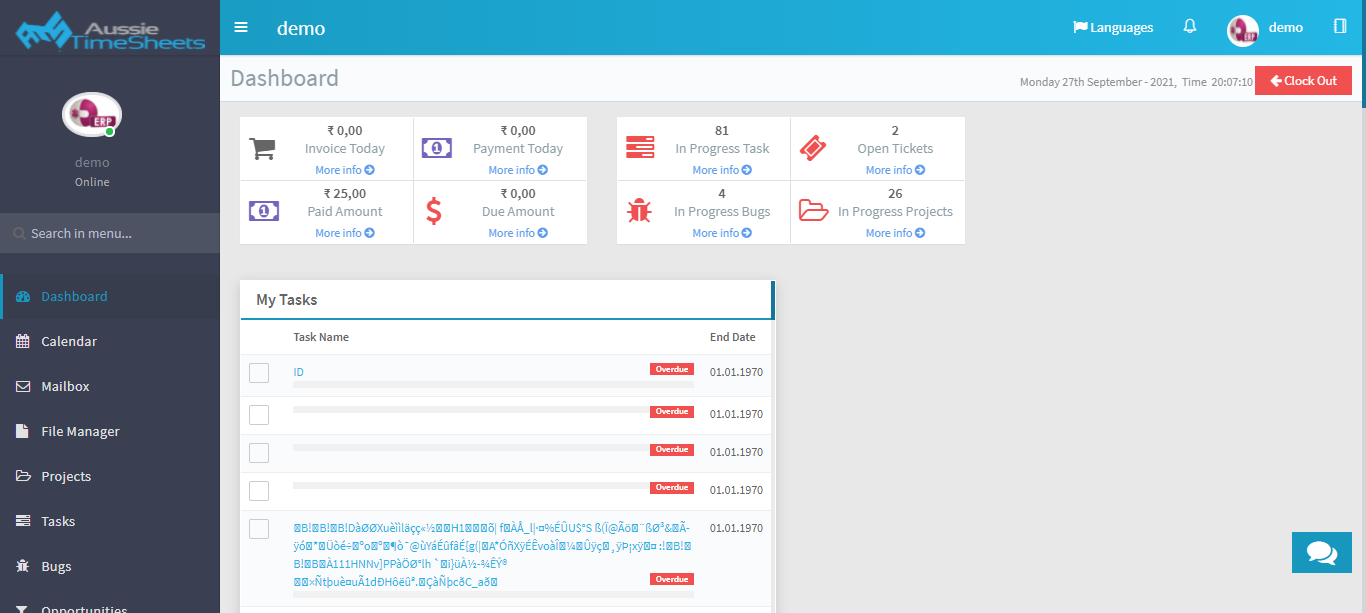 Aussie
TimeSheets
demo
Languages
demo
Dashboard
Monday 27th September - 2021, Time 20:07:10
Clock Out
ERP
demo
Online
Search in menu...
Dashboard
Calendar
Mailbox
File Manager
Projects
Tasks
Bugs
Opportunities
₹ 0,00
Invoice Today
More info
₹ 0,00
Payment Today
More info
₹ 25,00
Paid Amount
More info
₹ 0,00
Due Amount
More info
81
In Progress Task
More info
2
Open Tickets
More info
4
In Progress Bugs
More info
26
In Progress Projects
More info
My Tasks
Task Name End Date
ID Overdue 01.01.1970
Overdue 01.01.1970
Overdue 01.01.1970
Overdue 01.01.1970
01.01.1970
Overdue